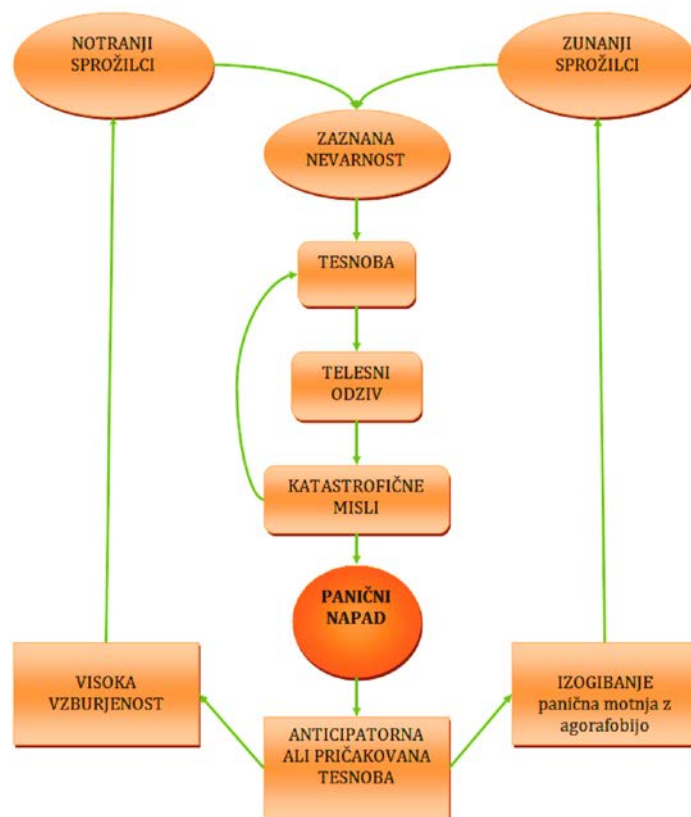 NOTRANJI
SPROŽILCI
ZUNANJI
SPROŽILCI
ZAZNANA
NEVARNOST
TESNOBA
TELESNI
ODZIV
KATASTROFIČNE
MISLI
PANIČNI
NAPAD
VISOKA
VZBURJENOST
ANTICIPATORNA
ALI PRIČAKOVANA
TESNOBA
IZOGIBANJE
panična motnja z
agorafobijo